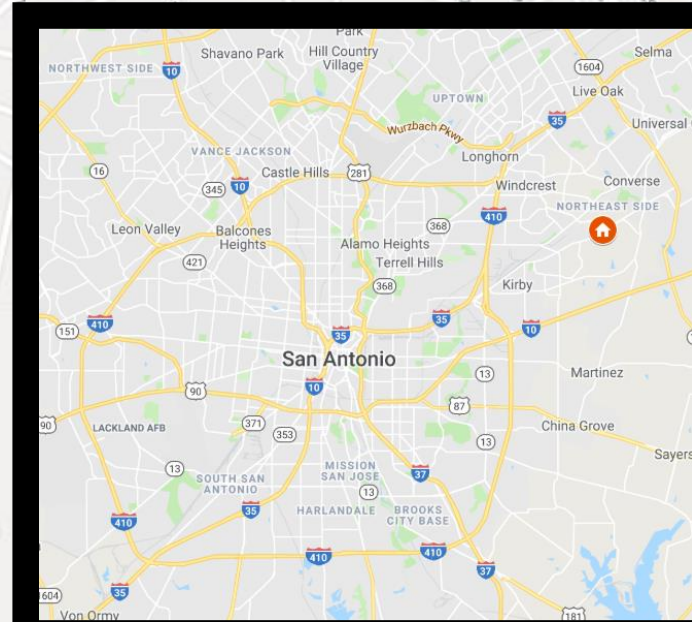 Park
Shavano Park
Hill Country
Village
Selma
NORTHWEST SIDE
10
1604
Live Oak
UPTOWN
35
Universal
Wurzbach Pkwy
VANCE JACKSON
Longhorn
16
Castle Hills
281
345
10
Windcrest
Converse
NORTHEAST SIDE
410
Leon Valley
Balcones
Heights
368
Alamo Heights
421
Terrell Hills
368
Kirby
410
151
35
35
10
San Antonio
13
Martinez
10
90
87
90
LACKLAND AFB
371
353
China Grove
13
Sayers
13
SOUTH SAN
ANTONIO
MISSION
SAN JOSE
37
13
35
HARLANDALE
BROOKS
CITY BASE
410
410
410
37
35
1604
Von Ormy
181